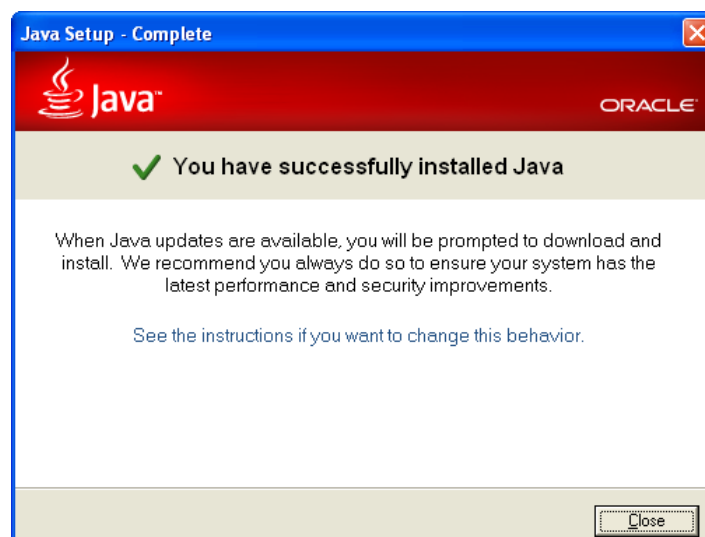 Java Setup - Complete
Java™
ORACLE
You have successfully installed Java
When Java updates are available, you will be prompted to download and
install. We recommend you always do so to ensure your system has the
latest performance and security improvements.
See the instructions if you want to change this behavior.
Close